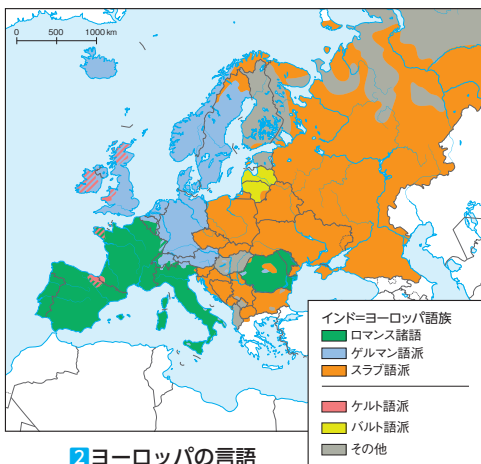 0 500 1000 km
インド=ヨーロッパ語族
ロマンス諸語
ゲルマン語派
スラブ語派
ケルト語派
バルト語派
その他
2 ヨーロッパの言語